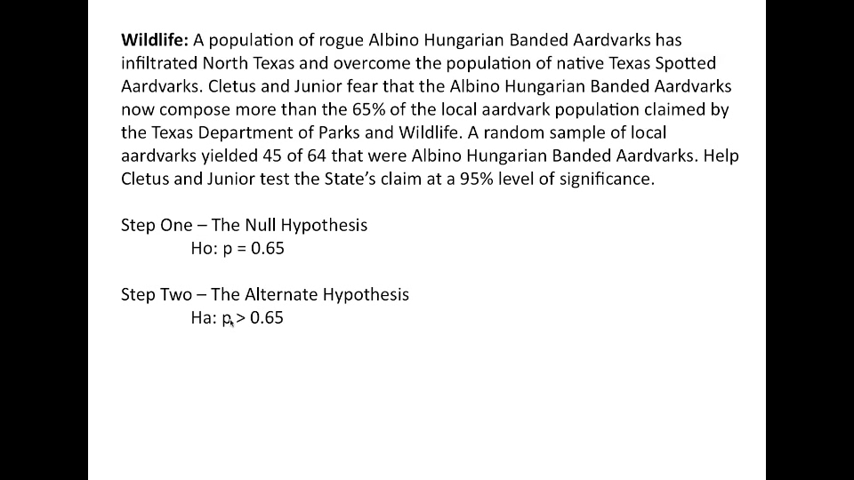 Wildlife: A population of rogue Albino Hungarian Banded Aardvarks has
infiltrated North Texas and overcome the population of native Texas Spotted
Aardvarks. Cletus and Junior fear that the Albino Hungarian Banded Aardvarks
now compose more than the 65% of the local aardvark population claimed by
the Texas Department of Parks and Wildlife. A random sample of local
aardvarks yielded 45 of 64 that were Albino Hungarian Banded Aardvarks. Help
Cletus and Junior test the State’s claim at a 95% level of significance.
Step One – The Null Hypothesis
Ho: p = 0.65
Step Two – The Alternate Hypothesis
Ha: p > 0.65